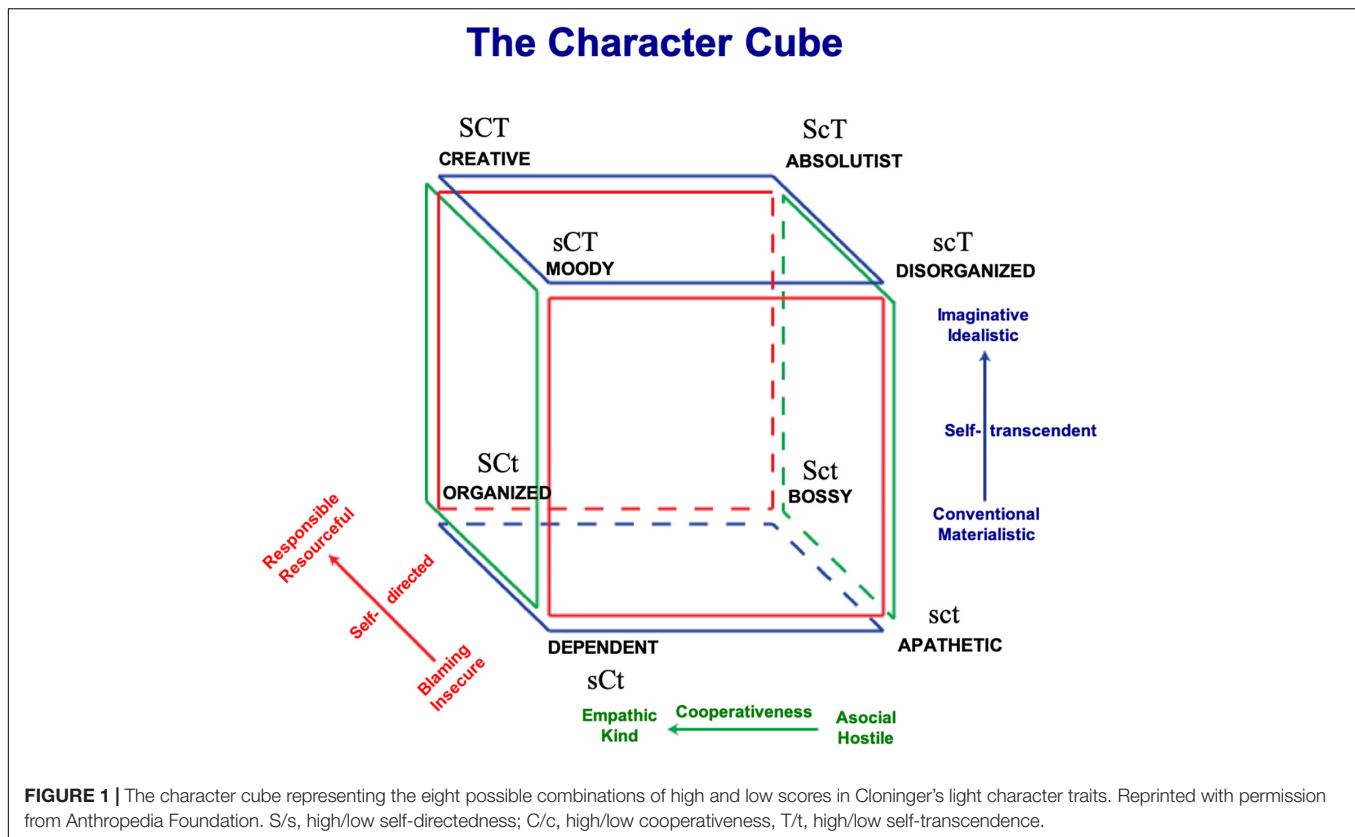 The Character Cube
SCT
CREATIVE
ScT
ABSOLUTIST
sCT
MOODY
scT
DISORGANIZED
Imaginative
Idealistic
Self- transcendent
Conventional
Materialistic
SCt
ORGANIZED
Sct
BOSSY
Responsible
Resourceful
Self- directed
Blaming
Insecure
sct
APATHETIC
DEPENDENT
sCt
Empathic
Kind
Cooperativeness
Asocial
Hostile
FIGURE 1 | The character cube representing the eight possible combinations of high and low scores in Cloninger’s light character traits. Reprinted with permission
from Anthropedia Foundation. S/s, high/low self-directedness; C/c, high/low cooperativeness, T/t, high/low self-transcendence.